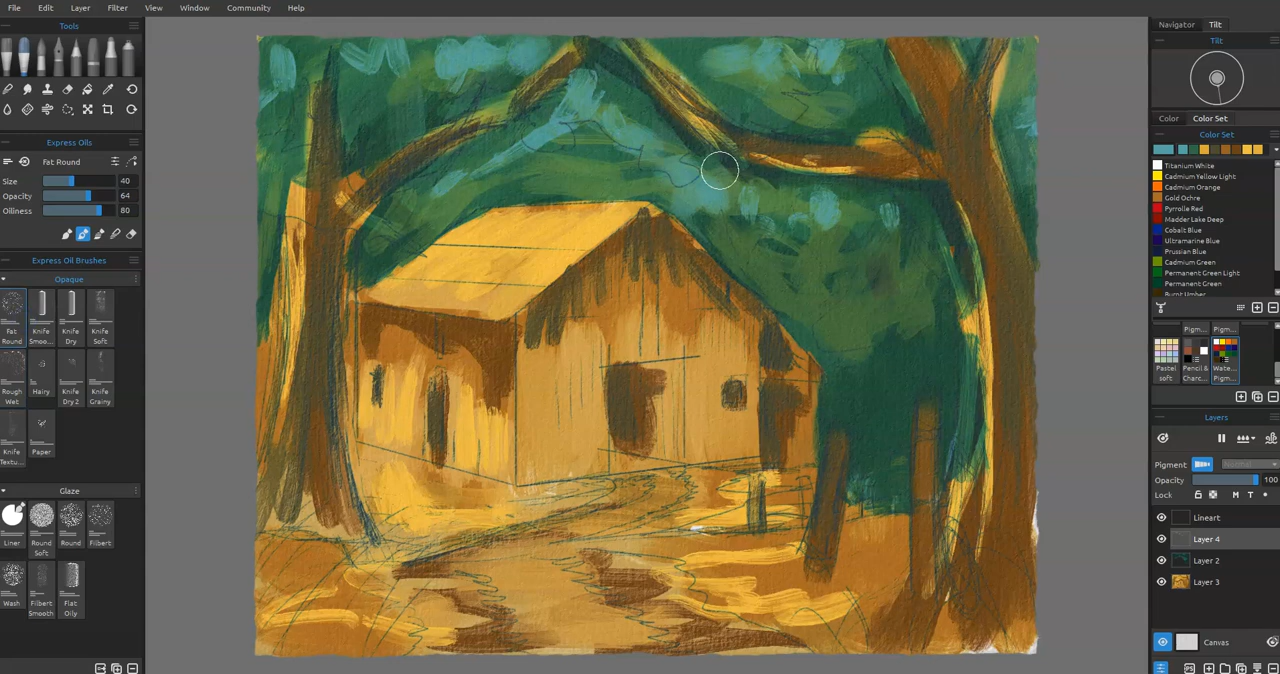 File Edit Layer Filter View Window Community Help
Tools
Express Oils
Fat Round
Size 40
Opacity 64
Oiliness 80
Express Oil Brushes
Opaque
Fat Round
Knife Smoo...
Knife Dry
Knife Soft
Rough Wet
Hairy
Knife Dry 2
Knife Grainy
Knife Textu...
Paper
Glaze
Liner
Round Soft
Round
Filbert
Wash
Filbert Smooth
Flat Oily
Navigator Tilt
Tilt
Color Color Set
Color Set
Titanium White
Cadmium Yellow Light
Cadmium Orange
Gold Ochre
Pyrrolle Red
Madder Lake Deep
Cobalt Blue
Ultramarine Blue
Prussian Blue
Cadmium Green
Permanent Green Light
Permanent Green
Burnt Umber
Pigm... Pigm...
Pastel soft
Pencil & Charc...
Wate... Pigm...
Layers
Pigment Normal
Opacity 100
Lock M T
Lineart
Layer 4
Layer 2
Layer 3
Canvas
PS